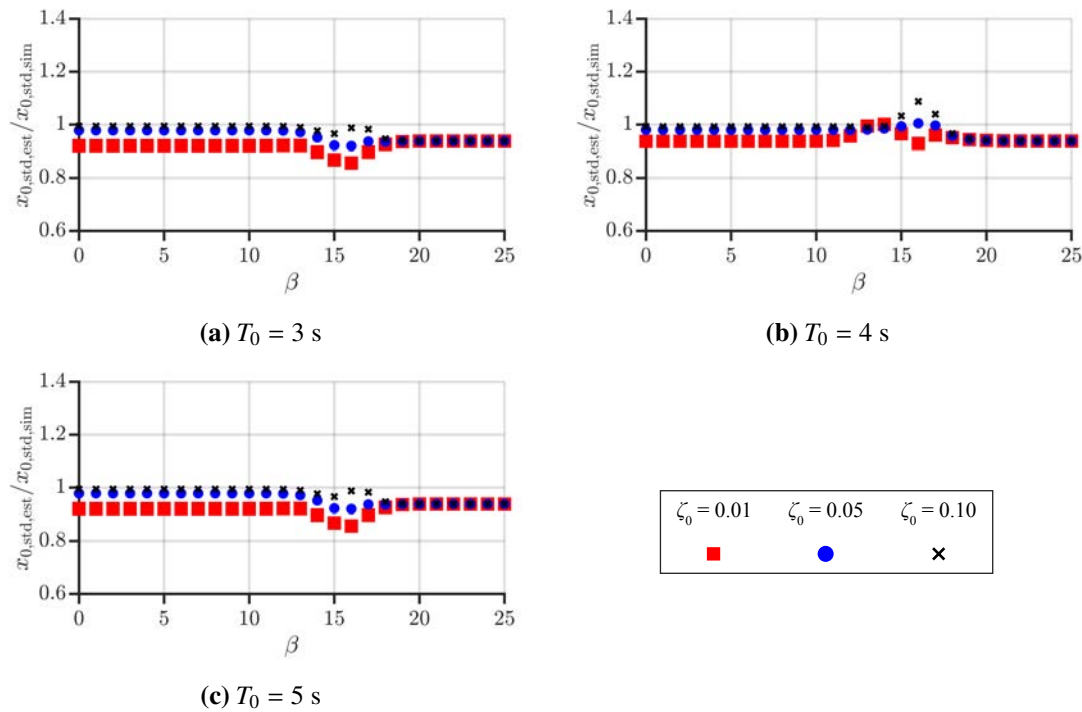 1.4
1.2
1
0.8
0.6
x0,std,est/x0,std,sim
0 5 10 15 20 25
β
(a) T0 = 3 s
1.4
1.2
1
0.8
0.6
x0,std,est/x0,std,sim
0 5 10 15 20 25
β
(b) T0 = 4 s
1.4
1.2
1
0.8
0.6
x0,std,est/x0,std,sim
0 5 10 15 20 25
β
(c) T0 = 5 s
ζ0 = 0.01 ζ0 = 0.05 ζ0 = 0.10